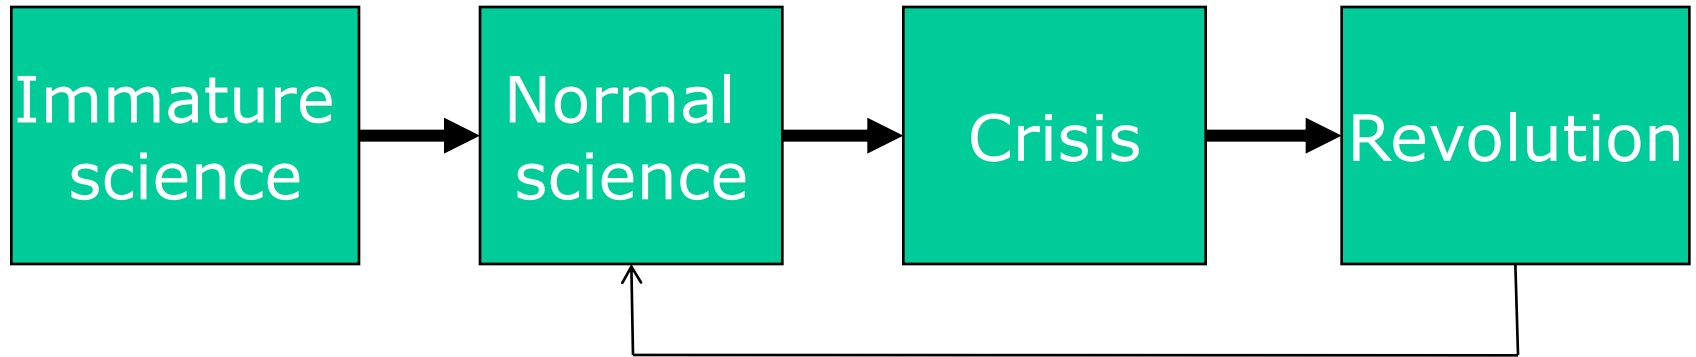 Immature
science
Normal
science
Crisis
Revolution